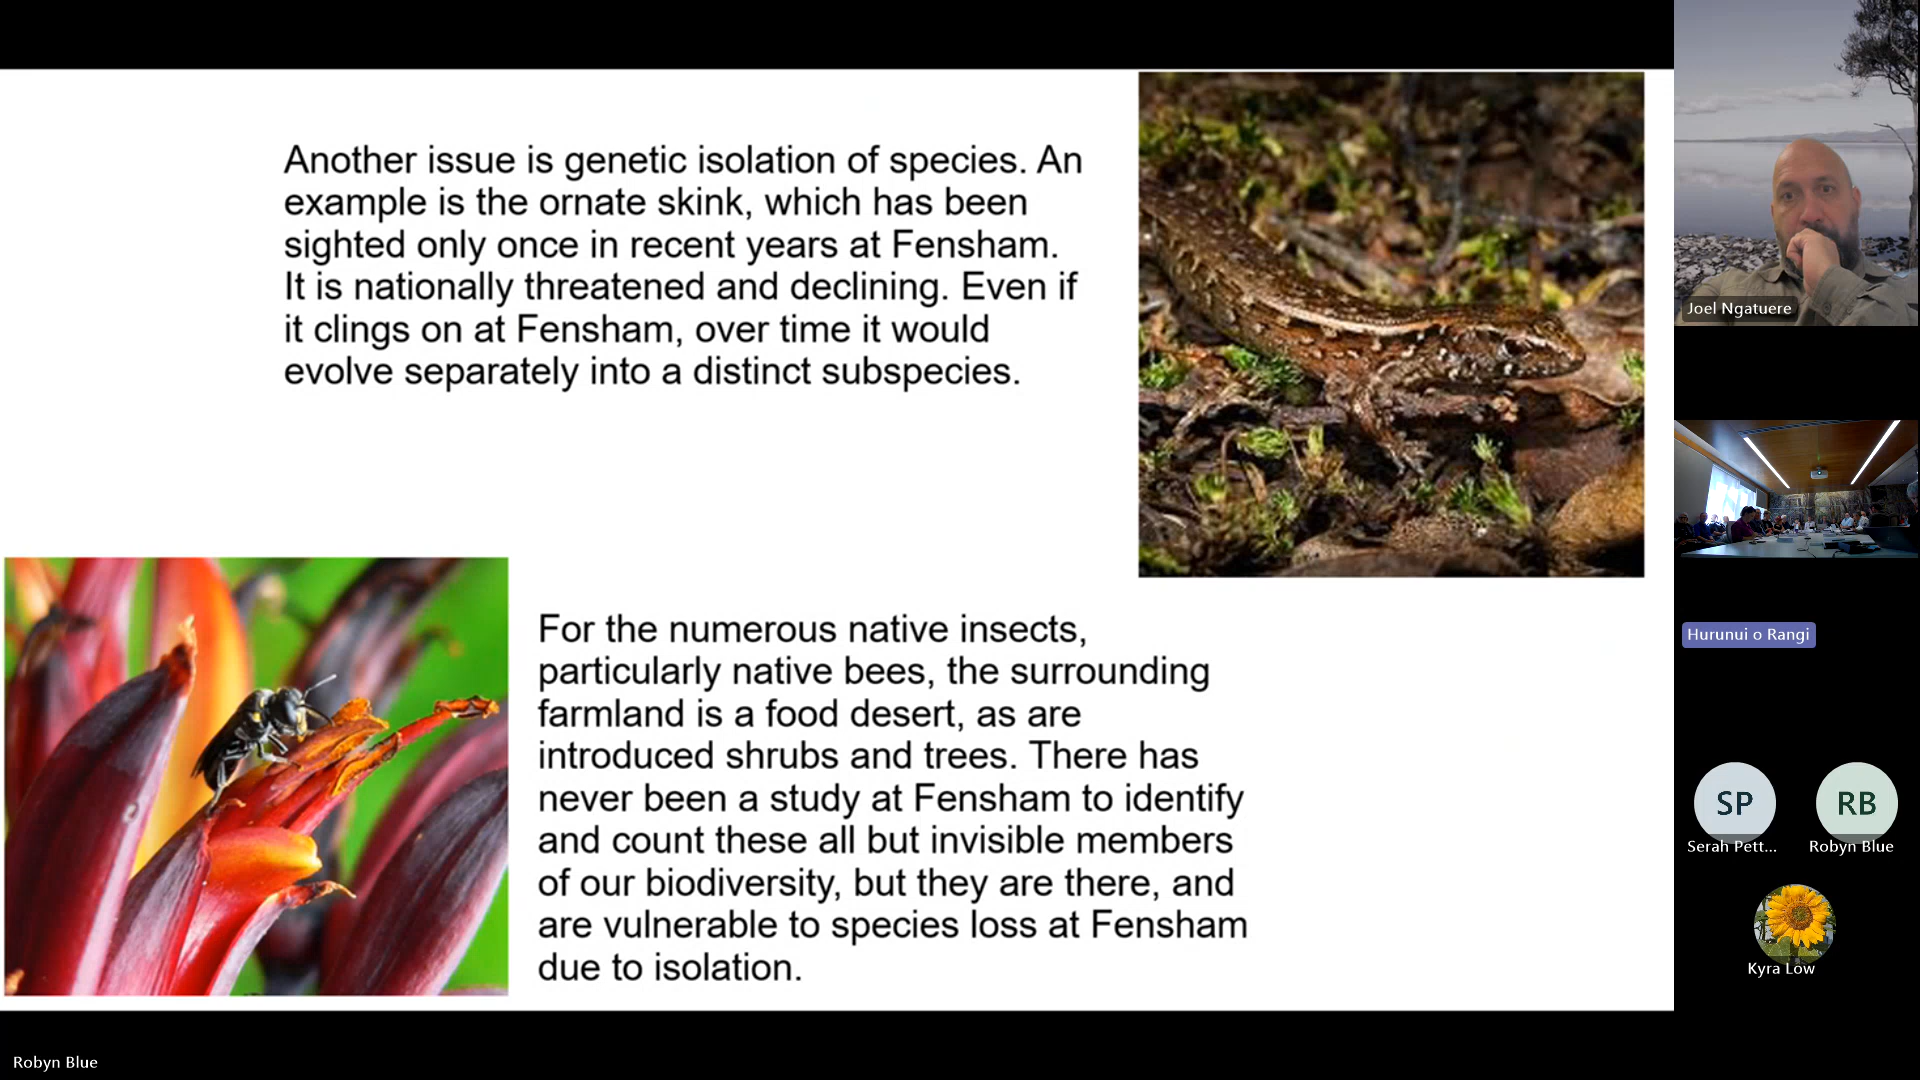 Another issue is genetic isolation of species. An
example is the ornate skink, which has been
sighted only once in recent years at Fensham.
It is nationally threatened and declining. Even if
it clings on at Fensham, over time it would
evolve separately into a distinct subspecies.
For the numerous native insects,
particularly native bees, the surrounding
farmland is a food desert, as are
introduced shrubs and trees. There has
never been a study at Fensham to identify
and count these all but invisible members
of our biodiversity, but they are there, and
are vulnerable to species loss at Fensham
due to isolation.
Robyn Blue
Joel Ngatuere
Hurunui o Rangi
SP
Serah Pett...
RB
Robyn Blue
Kyra Low